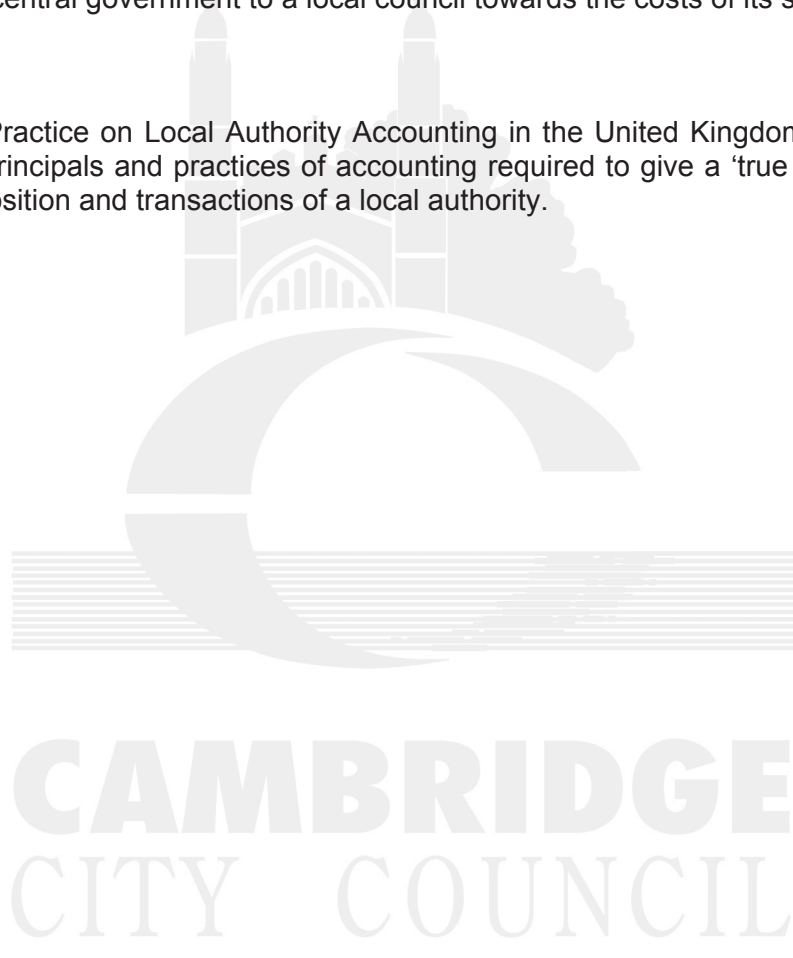 central government to a local council towards the costs of its s
Practice on Local Authority Accounting in the United Kingdom
rincipals and practices of accounting required to give a ‘true
osition and transactions of a local authority.
CAMBRIDGE
CITY COUNCIL